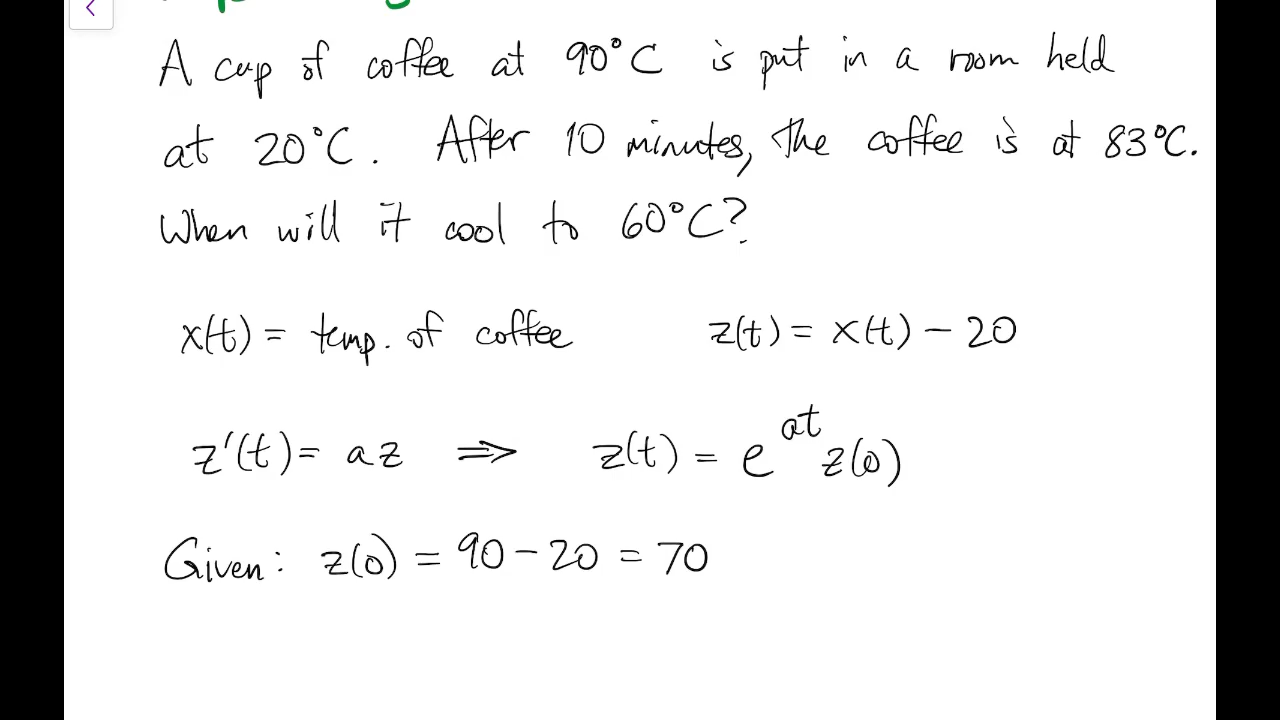 A cup of coffee at 90°C is put in a room held
at 20°C. After 10 minutes, the coffee is at 83°C.
When will it cool to 60°C?
x(t) = temp. of coffee z(t) = x(t) - 20
z'(t) = az ⇒ z(t) = e^{at} z(0)
Given: z(0) = 90 - 20 = 70